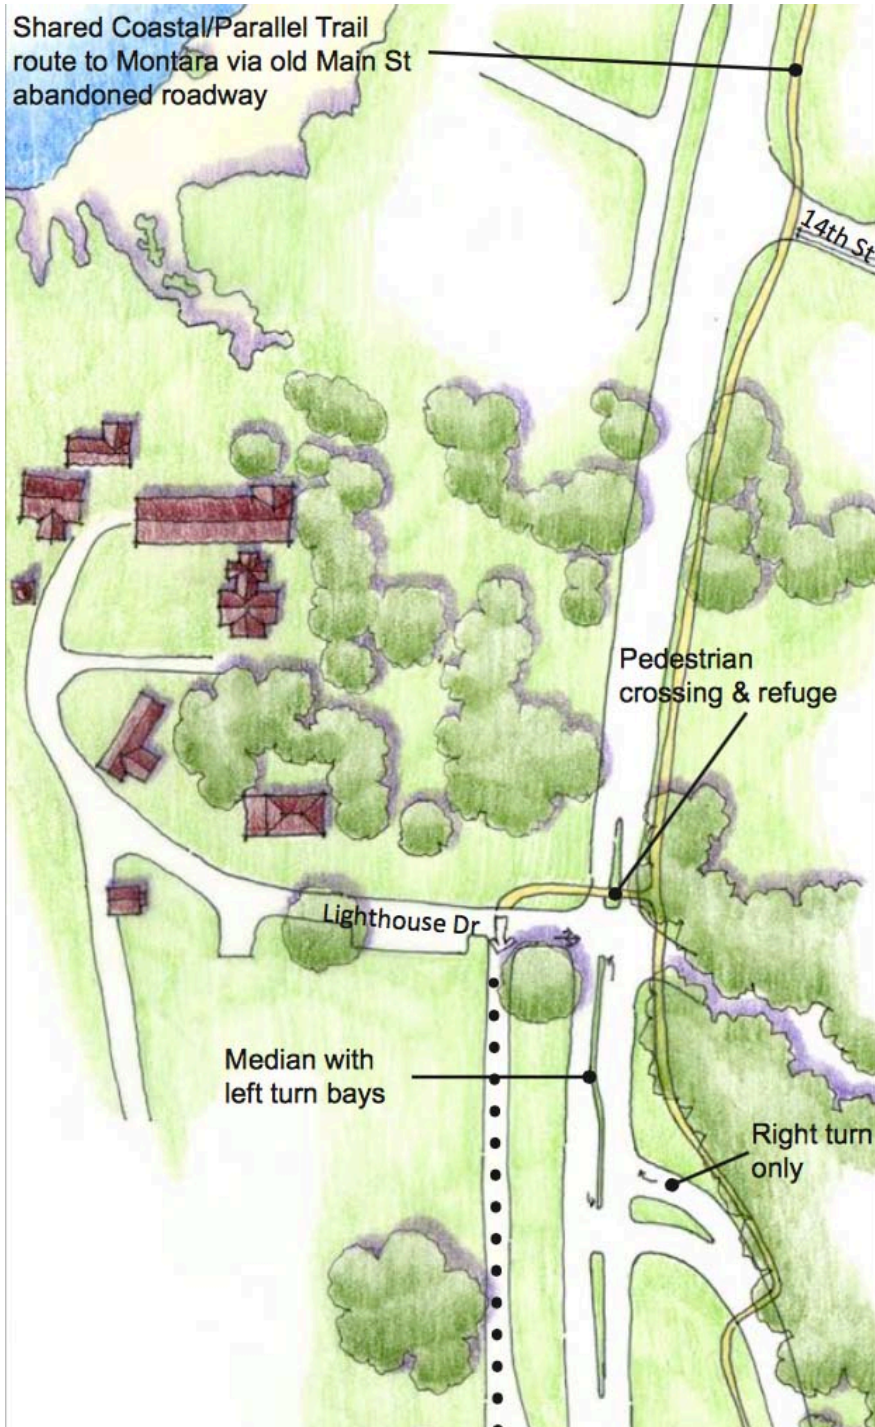 Shared Coastal/Parallel Trail
route to Montara via old Main St
abandoned roadway
14th St
Pedestrian
crossing & refuge
Lighthouse Dr
Median with
left turn bays
Right turn
only